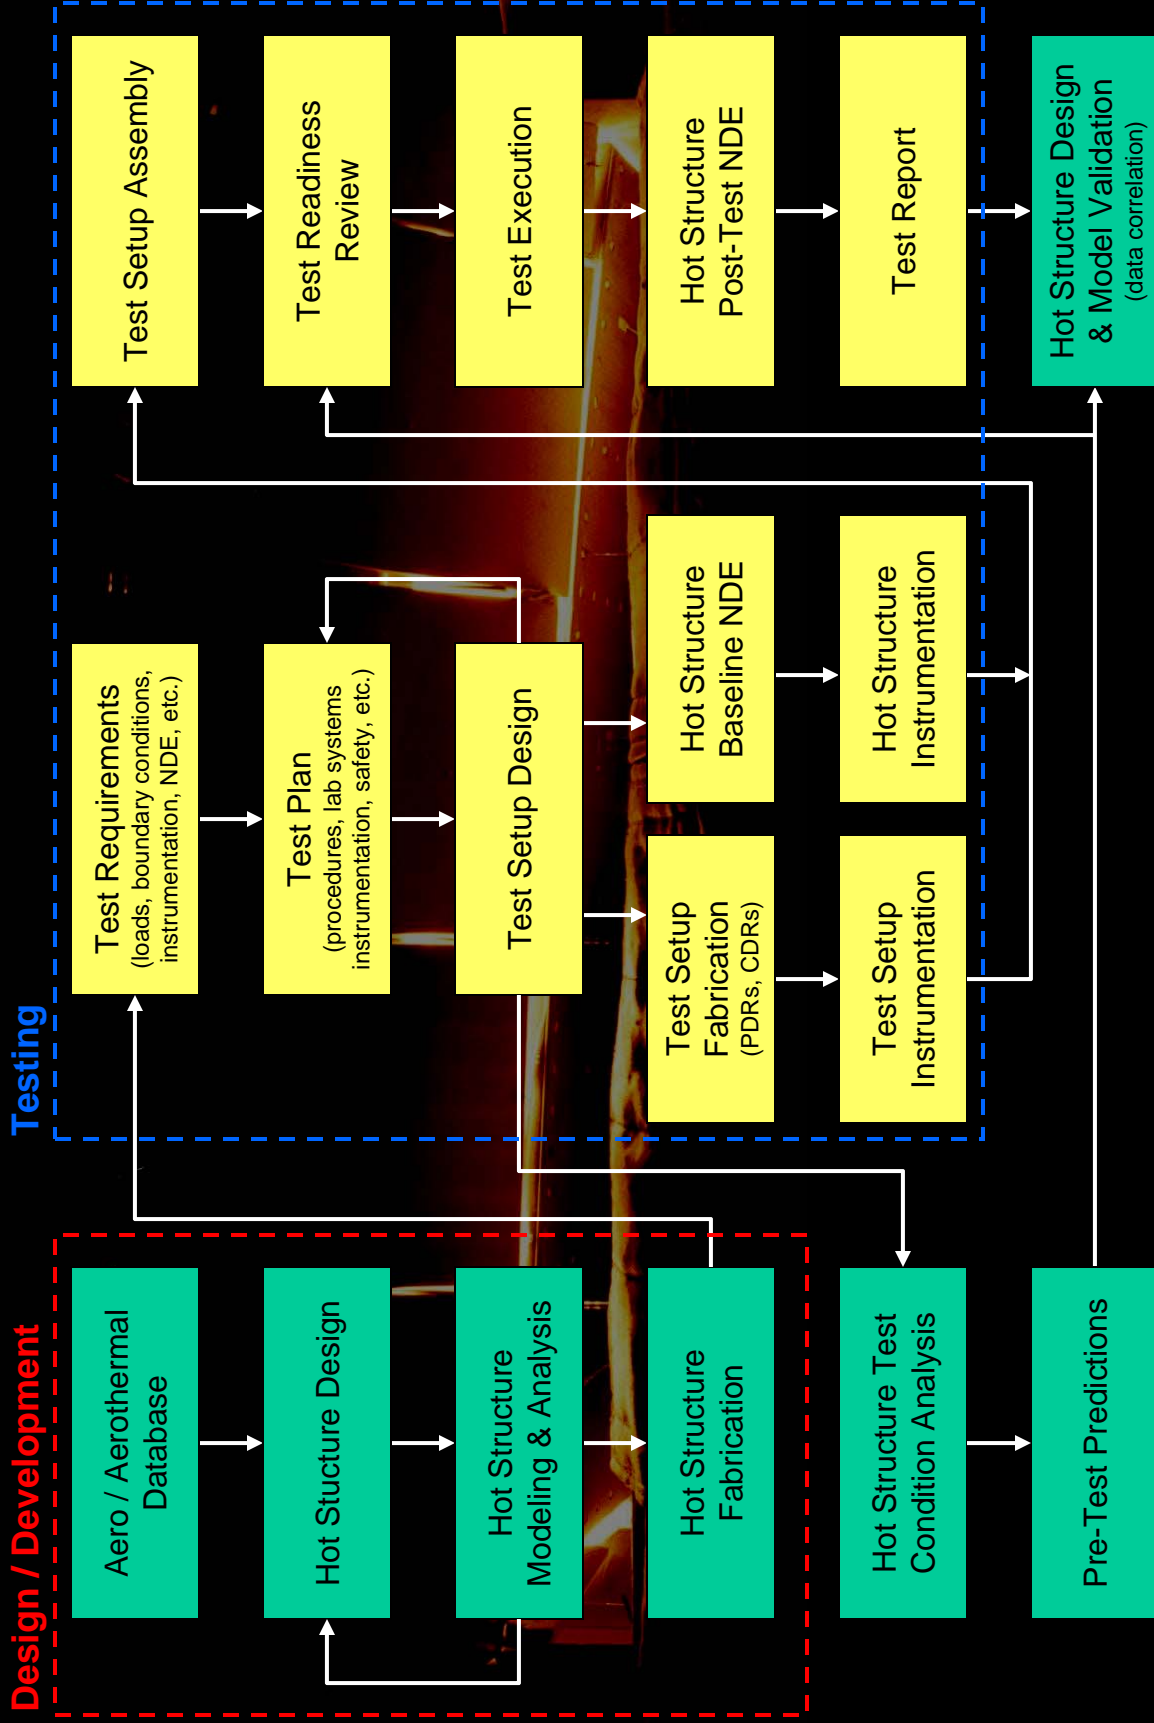 Design / Development
Aero / Aerothermal
Database
Hot Stucture Design
Hot Structure
Modeling & Analysis
Hot Structure
Fabrication
Hot Structure Test
Condition Analysis
Pre-Test Predictions
Testing
Test Requirements
(loads, boundary conditions,
instrumentation, NDE, etc.)
Test Plan
(procedures, lab systems
instrumentation, safety, etc.)
Test Setup Design
Test Setup
Fabrication
(PDRs, CDRs)
Hot Structure
Baseline NDE
Test Setup
Instrumentation
Hot Structure
Instrumentation
Test Setup Assembly
Test Readiness
Review
Test Execution
Hot Structure
Post-Test NDE
Test Report
Hot Structure Design
& Model Validation
(data correlation)